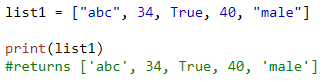 list1 = ["abc", 34, True, 40, "male"]
print(list1)
#returns ['abc', 34, True, 40, 'male']